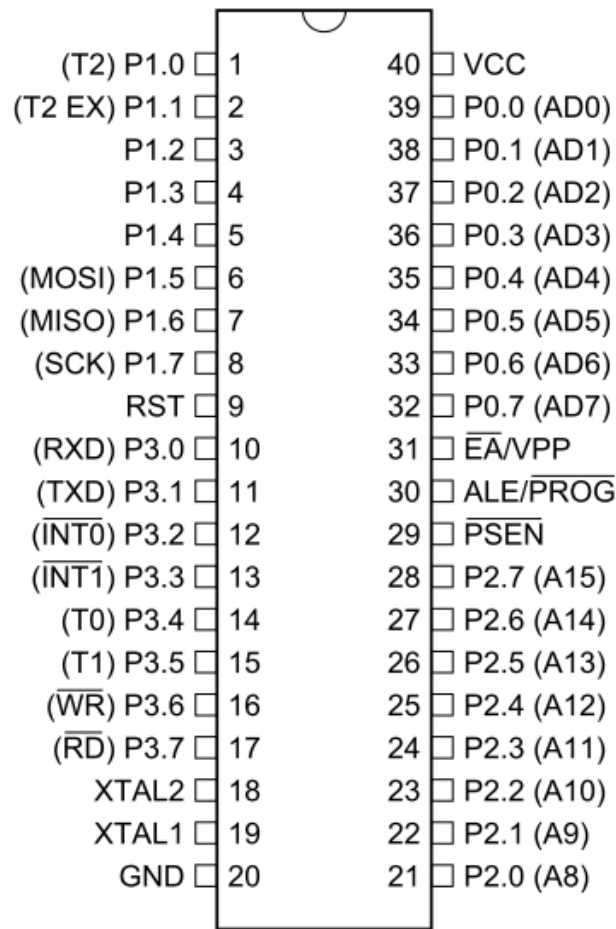 (T2) P1.0 1 40 VCC
(T2 EX) P1.1 2 39 P0.0 (AD0)
P1.2 3 38 P0.1 (AD1)
P1.3 4 37 P0.2 (AD2)
P1.4 5 36 P0.3 (AD3)
(MOSI) P1.5 6 35 P0.4 (AD4)
(MISO) P1.6 7 34 P0.5 (AD5)
(SCK) P1.7 8 33 P0.6 (AD6)
RST 9 32 P0.7 (AD7)
(RXD) P3.0 10 31 E̅A̅/VPP
(TXD) P3.1 11 30 ALE/P̅R̅O̅G̅
(I̅N̅T̅0̅) P3.2 12 29 P̅S̅E̅N̅
(I̅N̅T̅1̅) P3.3 13 28 P2.7 (A15)
(T0) P3.4 14 27 P2.6 (A14)
(T1) P3.5 15 26 P2.5 (A13)
(W̅R̅) P3.6 16 25 P2.4 (A12)
(R̅D̅) P3.7 17 24 P2.3 (A11)
XTAL2 18 23 P2.2 (A10)
XTAL1 19 22 P2.1 (A9)
GND 20 21 P2.0 (A8)